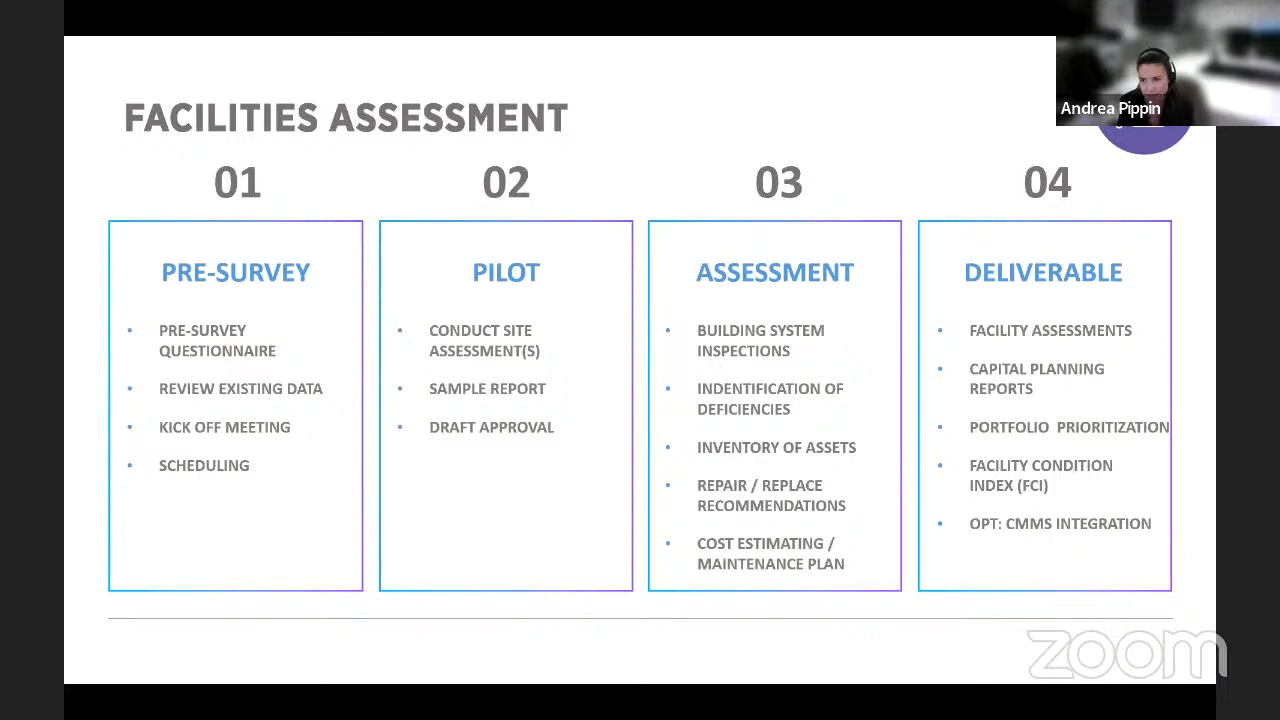 Andrea Pippin
FACILITIES ASSESSMENT
01
PRE-SURVEY
• PRE-SURVEY
QUESTIONNAIRE
• REVIEW EXISTING DATA
• KICK OFF MEETING
• SCHEDULING
02
PILOT
• CONDUCT SITE
ASSESSMENT(S)
• SAMPLE REPORT
• DRAFT APPROVAL
03
ASSESSMENT
• BUILDING SYSTEM
INSPECTIONS
• INDENTIFICATION OF
DEFICIENCIES
• INVENTORY OF ASSETS
• REPAIR / REPLACE
RECOMMENDATIONS
• COST ESTIMATING /
MAINTENANCE PLAN
04
DELIVERABLE
• FACILITY ASSESSMENTS
• CAPITAL PLANNING
REPORTS
• PORTFOLIO PRIORITIZATION
• FACILITY CONDITION
INDEX (FCI)
• OPT: CMMS INTEGRATION
zoom